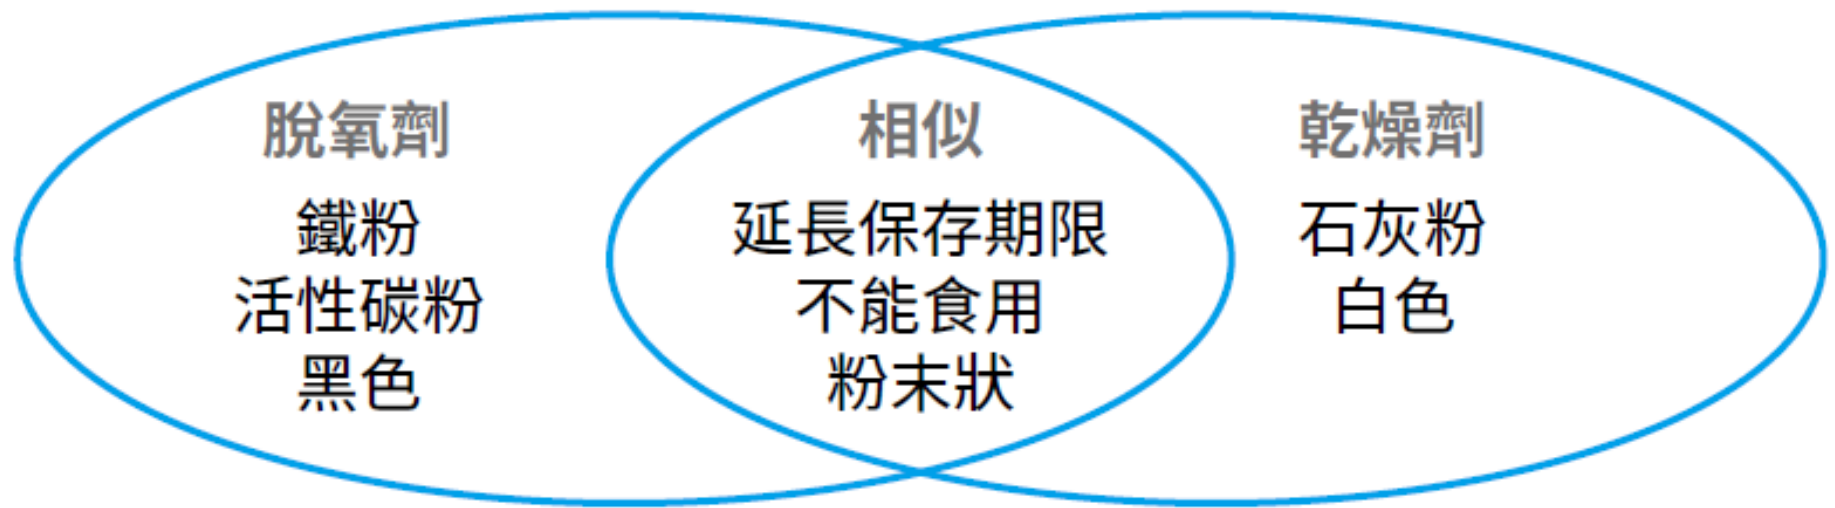 脫氧劑
鐵粉
活性碳粉
黑色
相似
延長保存期限
不能食用
粉末狀
乾燥劑
石灰粉
白色